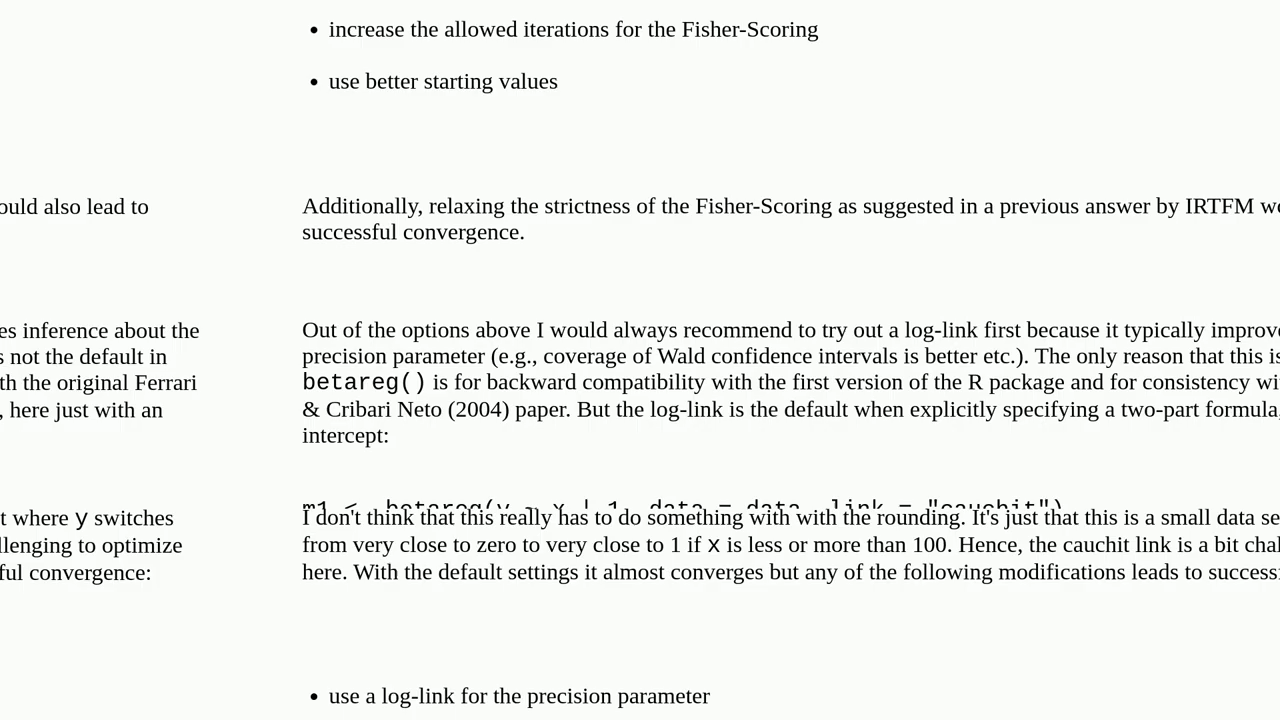 ould also lead to
es inference about the
s not the default in
th the original Ferrari
, here just with an
t where y switches
llenging to optimize
ful convergence:
• increase the allowed iterations for the Fisher-Scoring
• use better starting values
Additionally, relaxing the strictness of the Fisher-Scoring as suggested in a previous answer by IRTFM wo
successful convergence.
Out of the options above I would always recommend to try out a log-link first because it typically improve
precision parameter (e.g., coverage of Wald confidence intervals is better etc.). The only reason that this is
betareg() is for backward compatibility with the first version of the R package and for consistency wi
& Cribari Neto (2004) paper. But the log-link is the default when explicitly specifying a two-part formula,
intercept:
m1 <- betareg(y ~ x | 1, data = data, link = "cauchit")
I don't think that this really has to do something with with the rounding. It's just that this is a small data se
from very close to zero to very close to 1 if x is less or more than 100. Hence, the cauchit link is a bit chal
here. With the default settings it almost converges but any of the following modifications leads to success
• use a log-link for the precision parameter